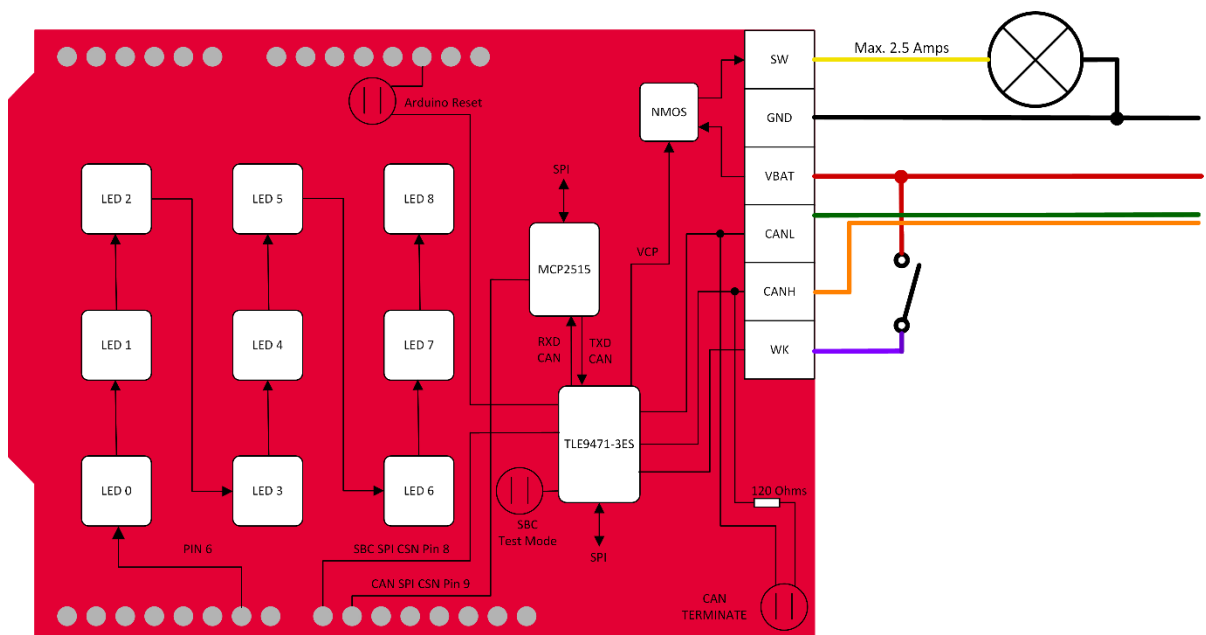 SW
Max. 2.5 Amps
Arduino Reset
NMOS
GND
SPI
LED 2
LED 5
LED 8
VBAT
CANL
VCP
MCP2515
CANH
LED 1
LED 4
LED 7
RXD
CAN
TXD
CAN
WK
TLE9471-3ES
LED 0
LED 3
LED 6
120 Ohms
SBC
Test Mode
PIN 6
SBC SPI CSN Pin 8
SPI
CAN SPI CSN Pin 9
CAN
TERMINATE